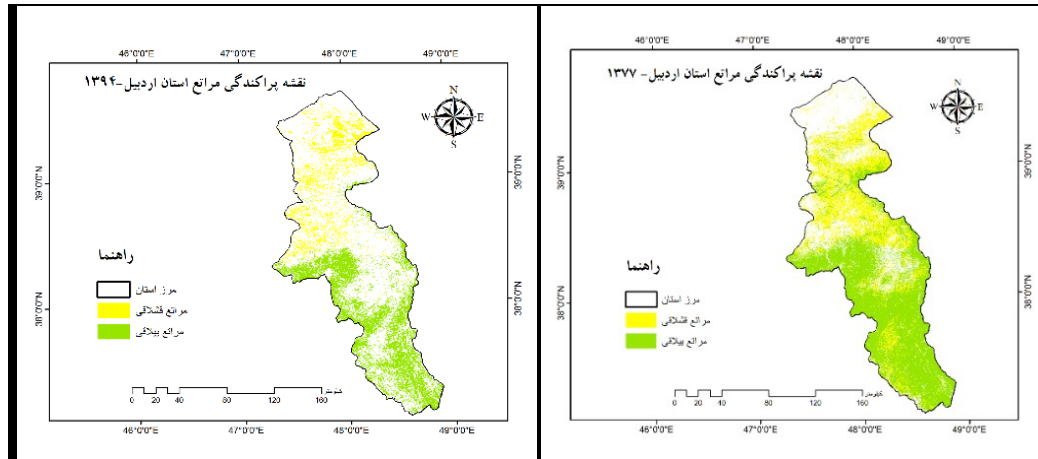 46°0'0"E 47°0'0"E 48°0'0"E 49°0'0"E
نقشه پراکندگی مراتع استان اردبیل-۱۳۹۴
N
W E
S
39°0'0"N 39°0'0"N
38°0'0"N 38°0'0"N
راهنما
مرز استان
مراتع قشلاقی
مراتع ییلاقی
کیلومتر
0 20 40 80 120 160
46°0'0"E 47°0'0"E 48°0'0"E 49°0'0"E
46°0'0"E 47°0'0"E 48°0'0"E 49°0'0"E
نقشه پراکندگی مراتع استان اردبیل-۱۳۷۷
N
W E
S
39°0'0"N 39°0'0"N
38°0'0"N 38°0'0"N
راهنما
مرز استان
مراتع قشلاقی
مراتع ییلاقی
کیلومتر
0 20 40 80 120 160
46°0'0"E 47°0'0"E 48°0'0"E 49°0'0"E